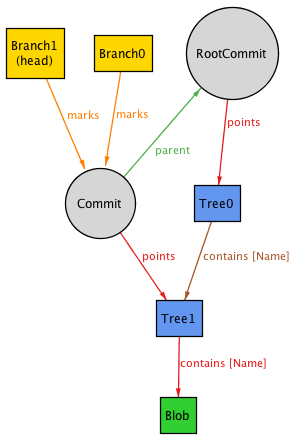 Branch1
(head)
Branch0
RootCommit
marks
marks
points
parent
Commit
Tree0
points
contains [Name]
Tree1
contains [Name]
Blob